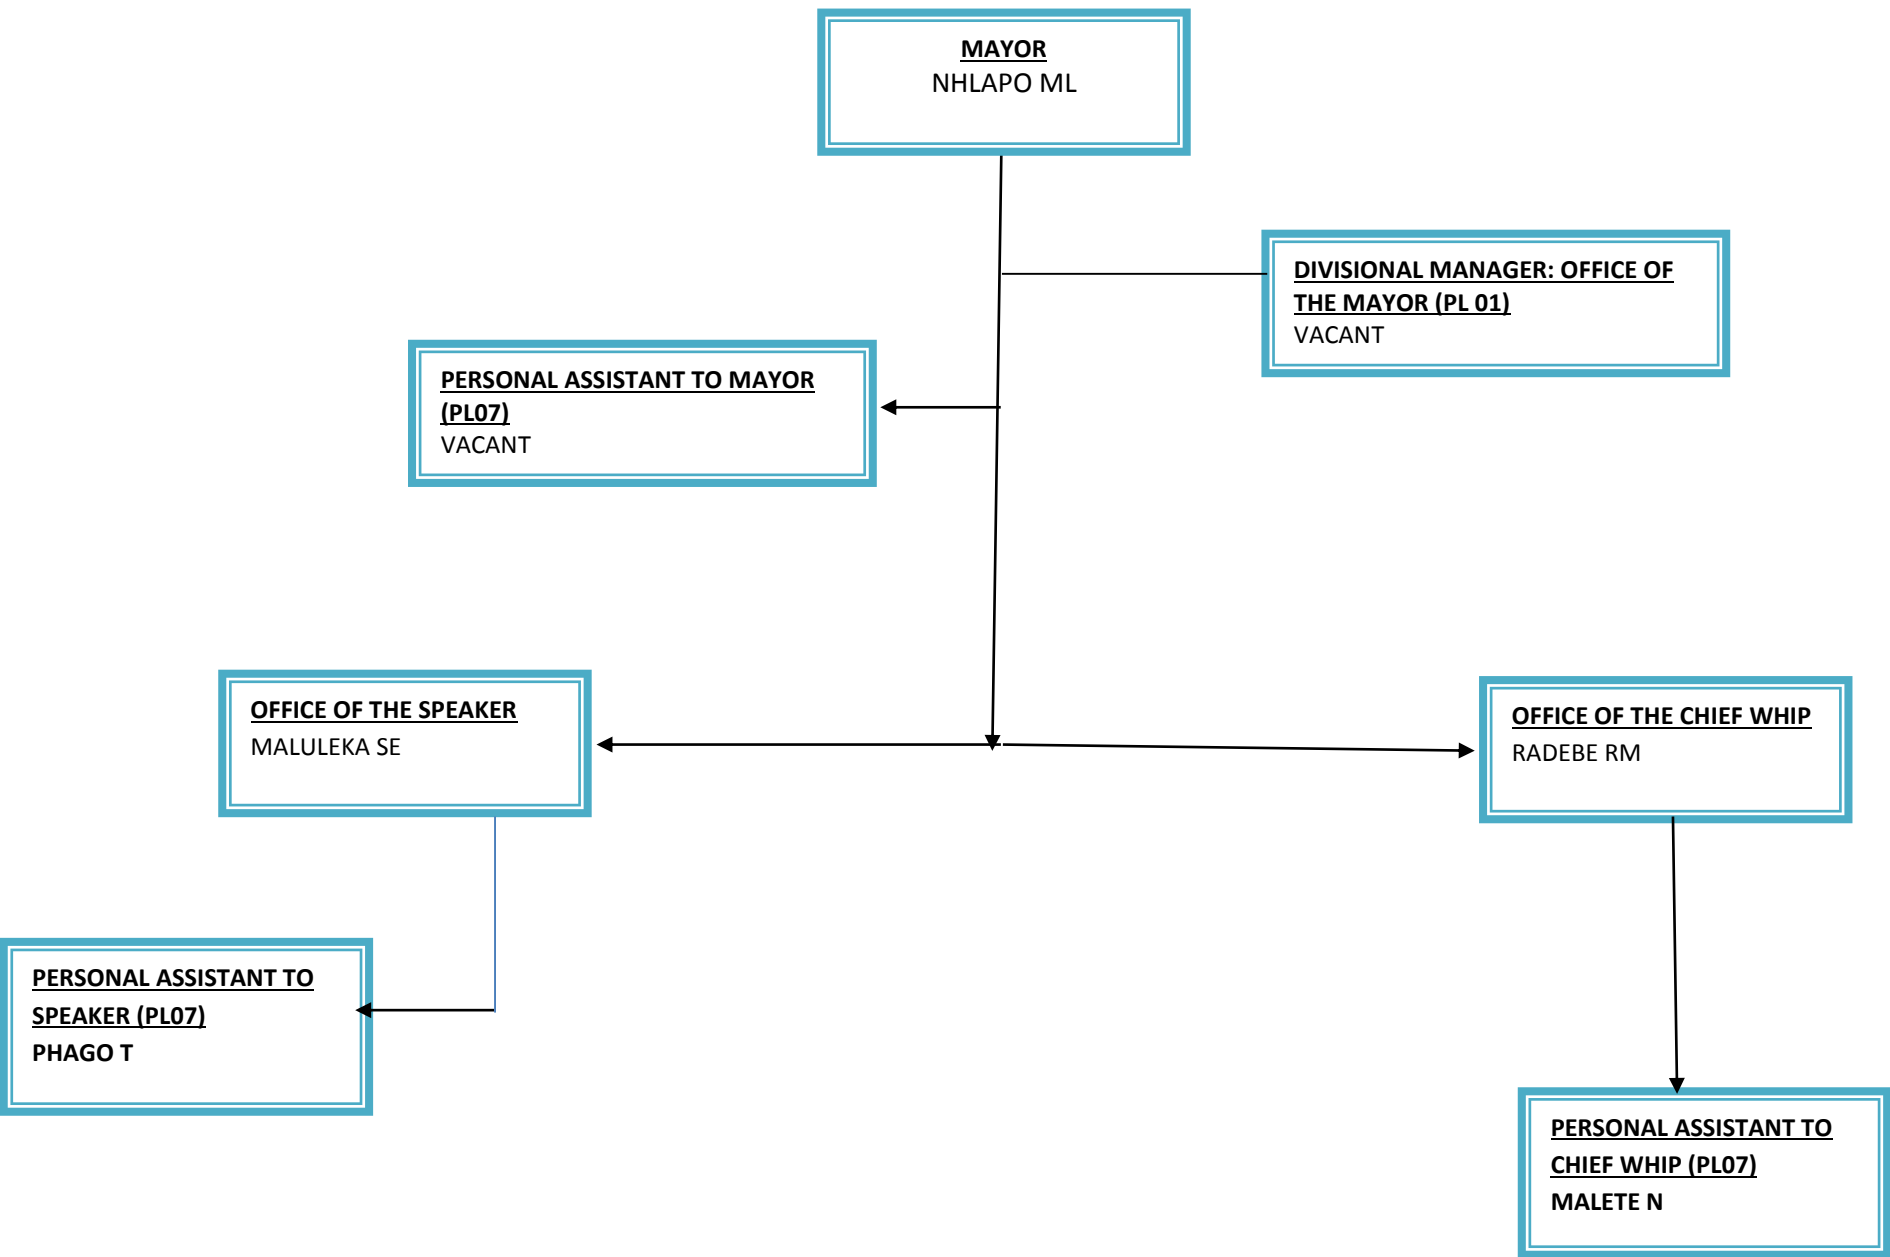 MAYOR
NHLAPO ML
DIVISIONAL MANAGER: OFFICE OF
THE MAYOR (PL 01)
VACANT
PERSONAL ASSISTANT TO MAYOR
(PL07)
VACANT
OFFICE OF THE SPEAKER
MALULEKA SE
OFFICE OF THE CHIEF WHIP
RADEBE RM
PERSONAL ASSISTANT TO
SPEAKER (PL07)
PHAGO T
PERSONAL ASSISTANT TO
CHIEF WHIP (PL07)
MALETE N